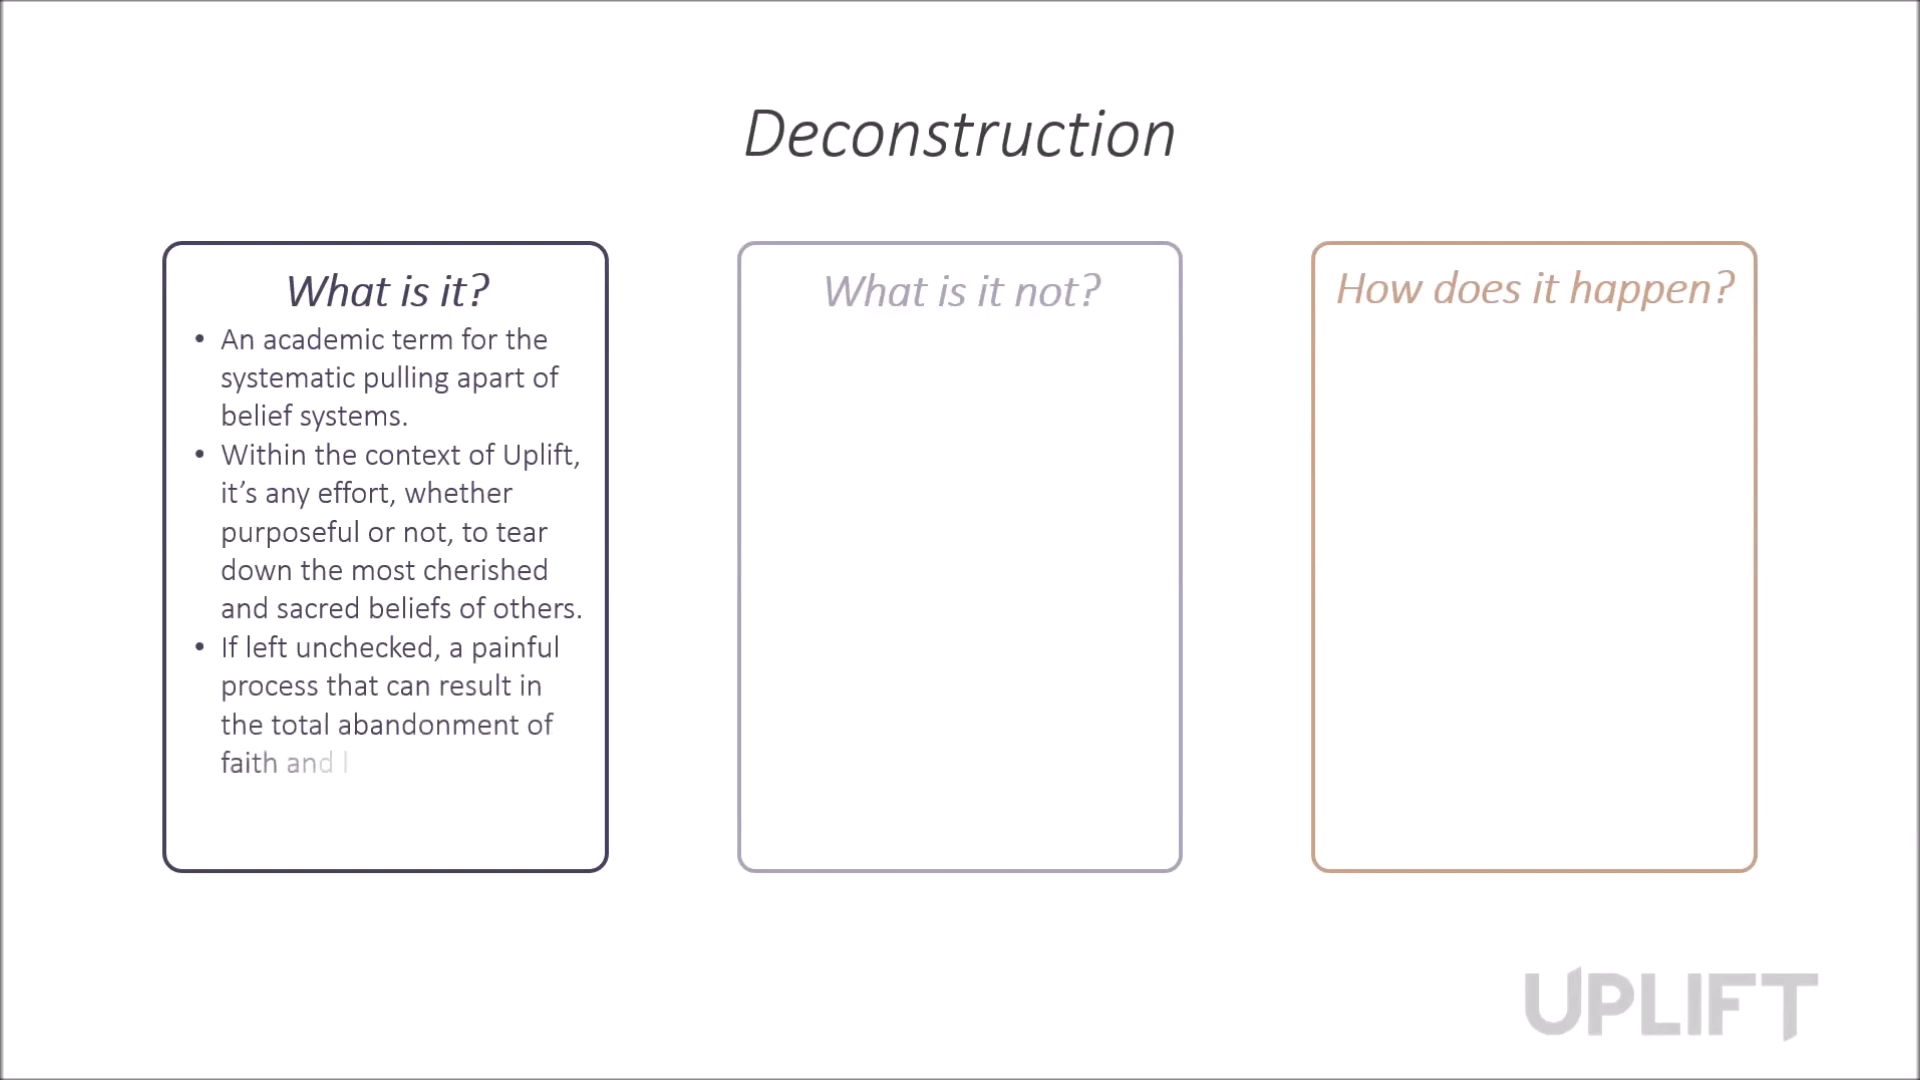 Deconstruction
What is it?
• An academic term for the
systematic pulling apart of
belief systems.
• Within the context of Uplift,
it’s any effort, whether
purposeful or not, to tear
down the most cherished
and sacred beliefs of others.
• If left unchecked, a painful
process that can result in
the total abandonment of
faith and l
What is it not?
How does it happen?
UPLIFT